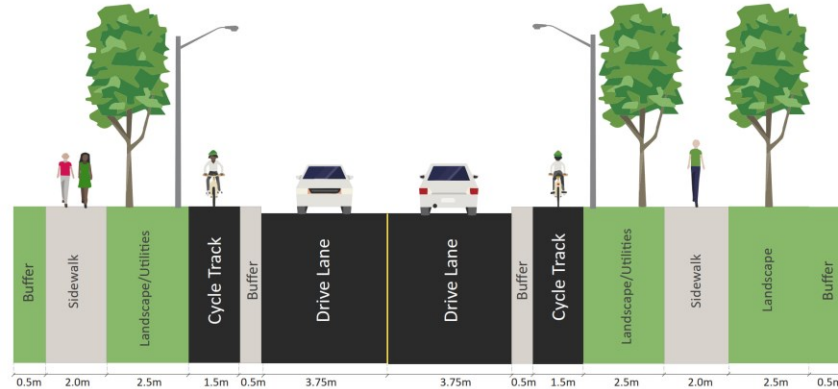 Buffer
Sidewalk
Landscape/Utilities
Cycle Track
Buffer
Drive Lane
Drive Lane
Buffer
Cycle Track
Landscape/Utilities
Sidewalk
Landscape
Buffer
0.5m 2.0m 2.5m 1.5m 0.5m 3.75m 3.75m 0.5m 1.5m 2.5m 2.0m 2.5m 0.5m